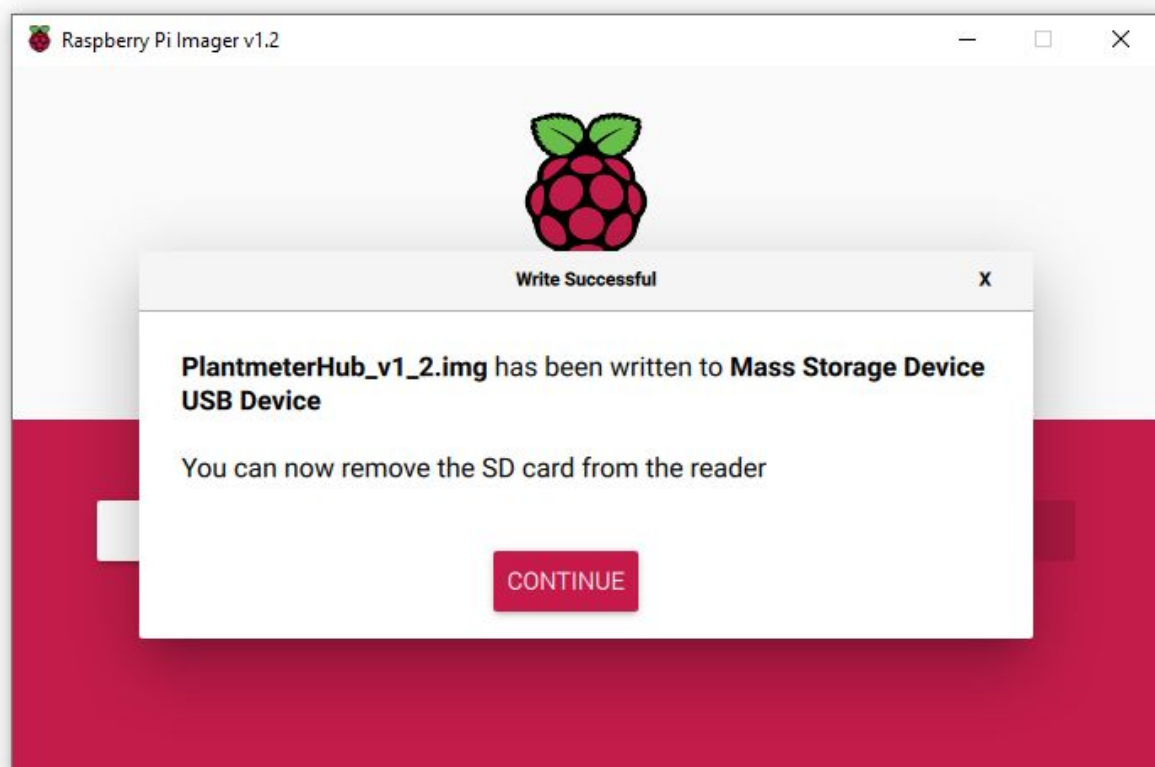 Raspberry Pi Imager v1.2
Write Successful
X
PlantmeterHub_v1_2.img has been written to Mass Storage Device
USB Device
You can now remove the SD card from the reader
CONTINUE